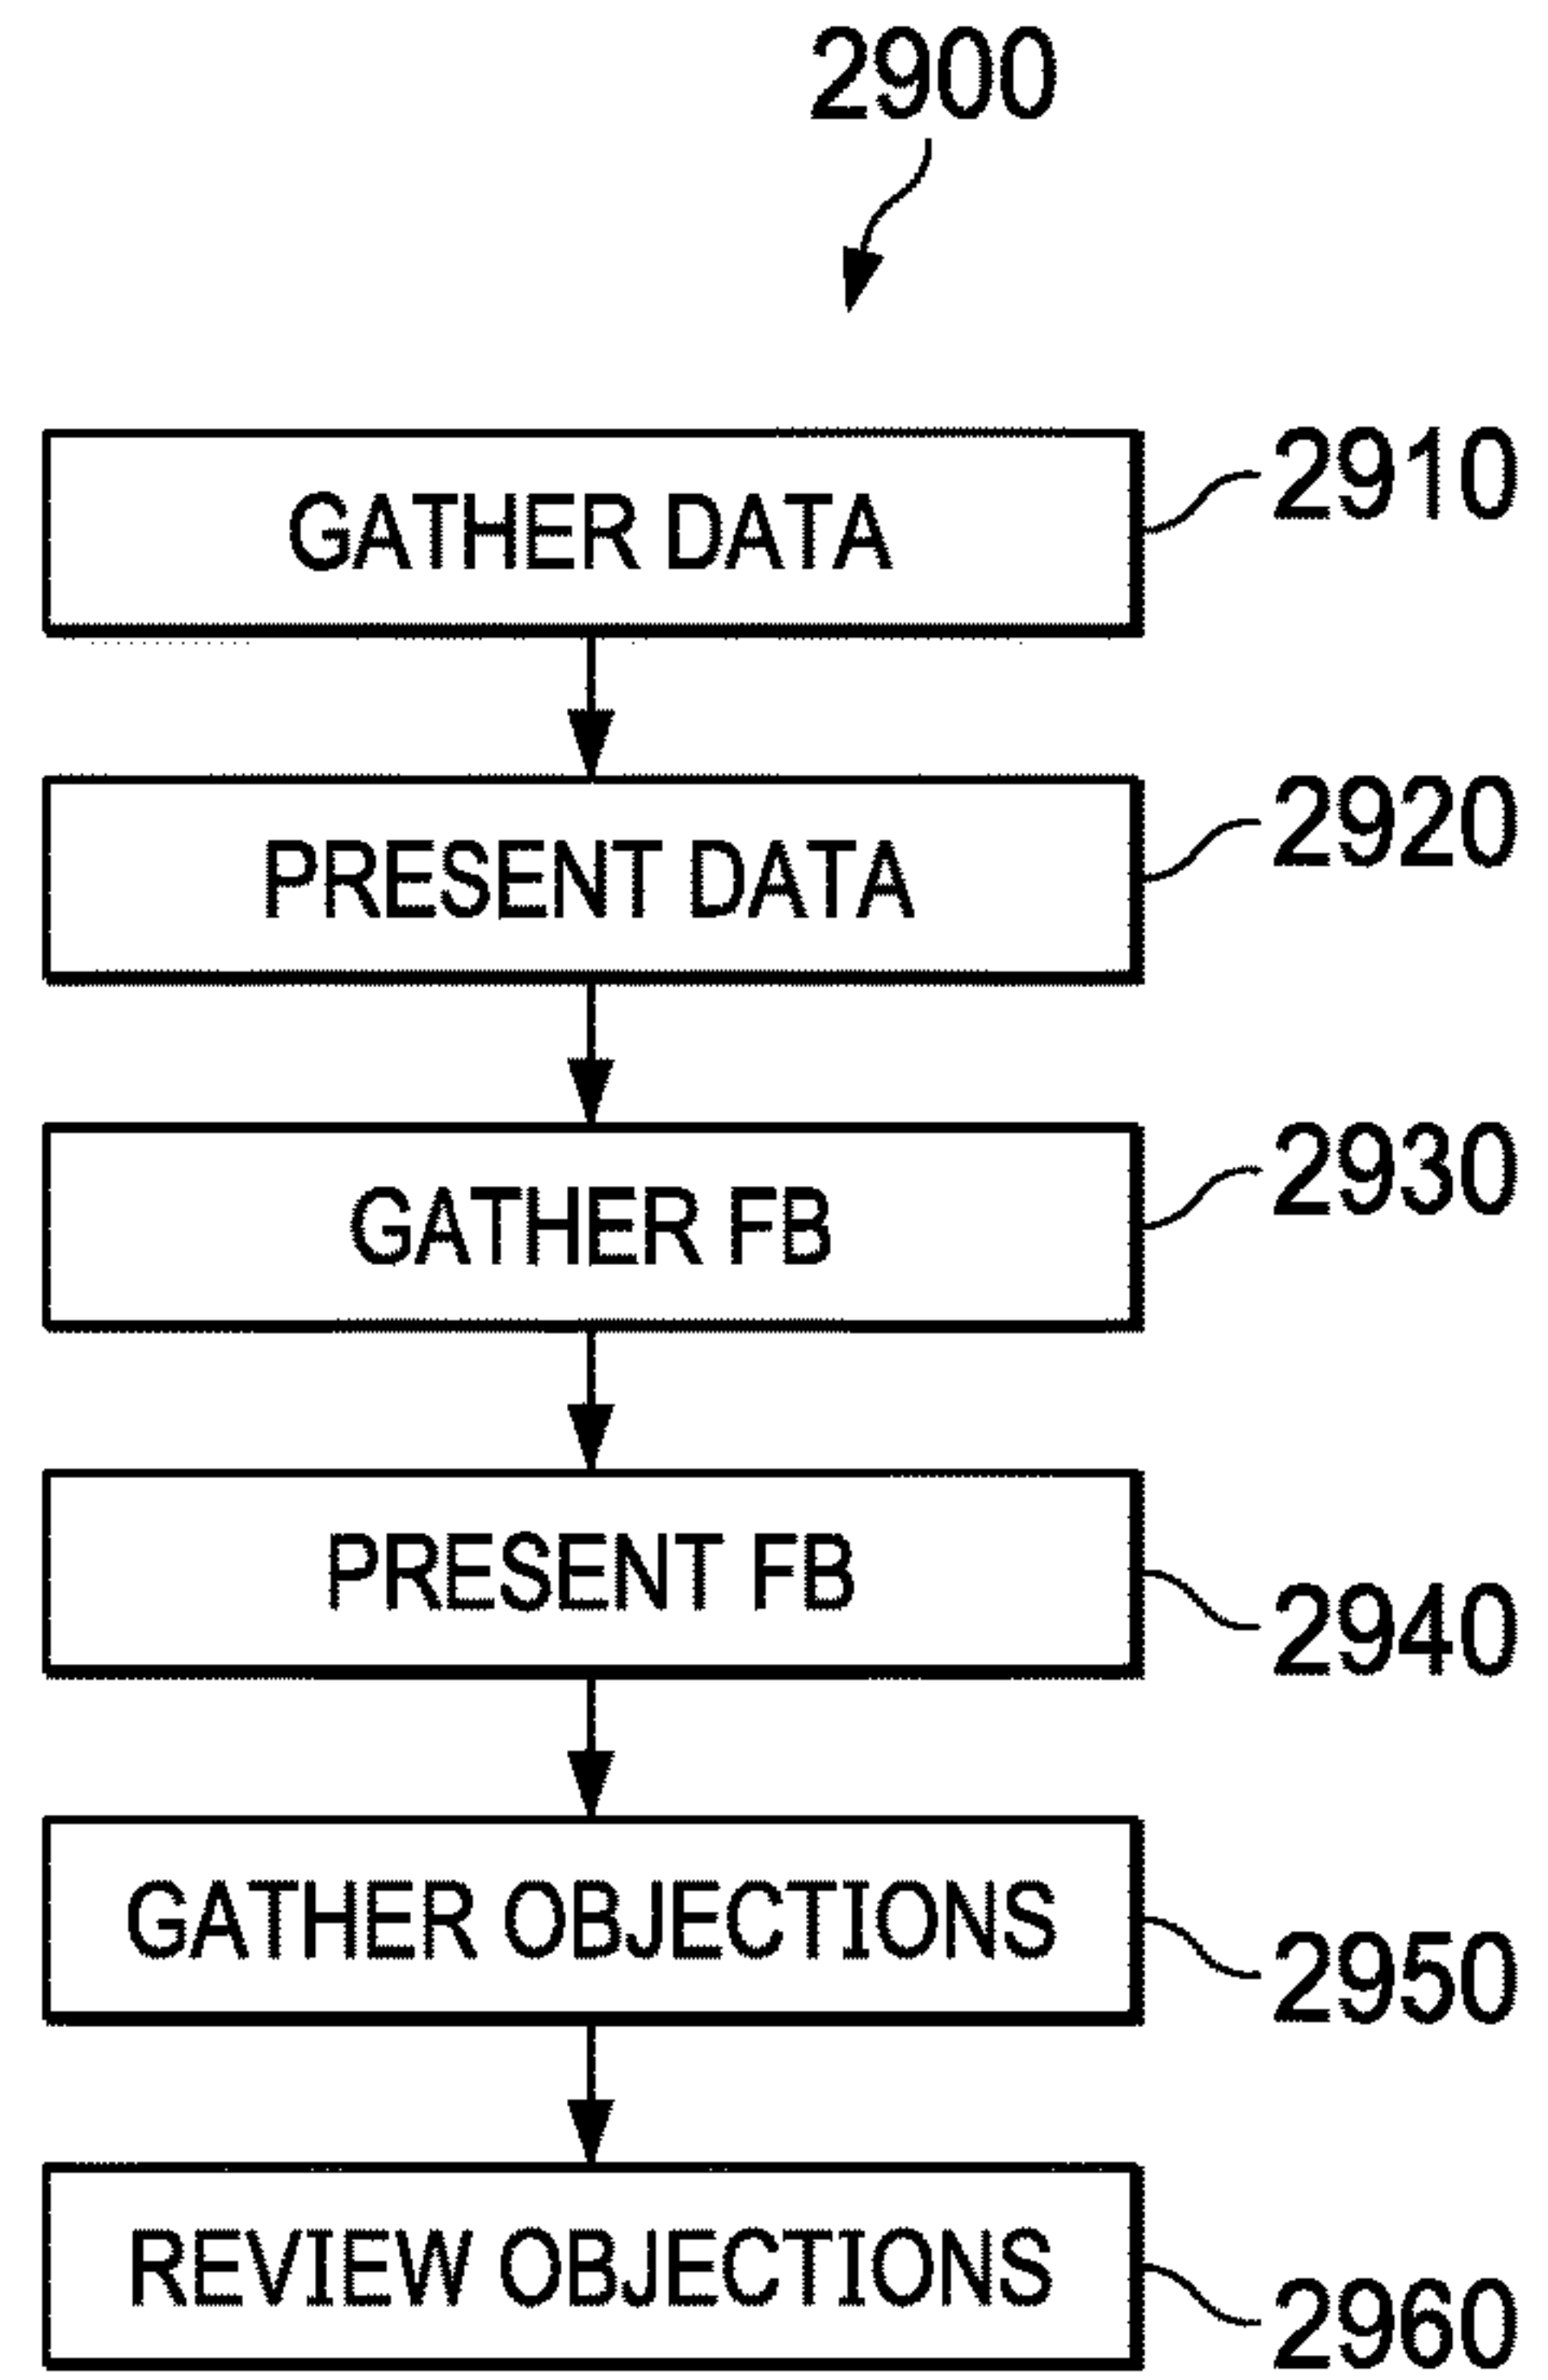 2900
GATHER DATA
2910
PRESENT DATA
2920
GATHER FB
2930
PRESENT FB
2940
GATHER OBJECTIONS
2950
REVIEW OBJECTIONS
2960